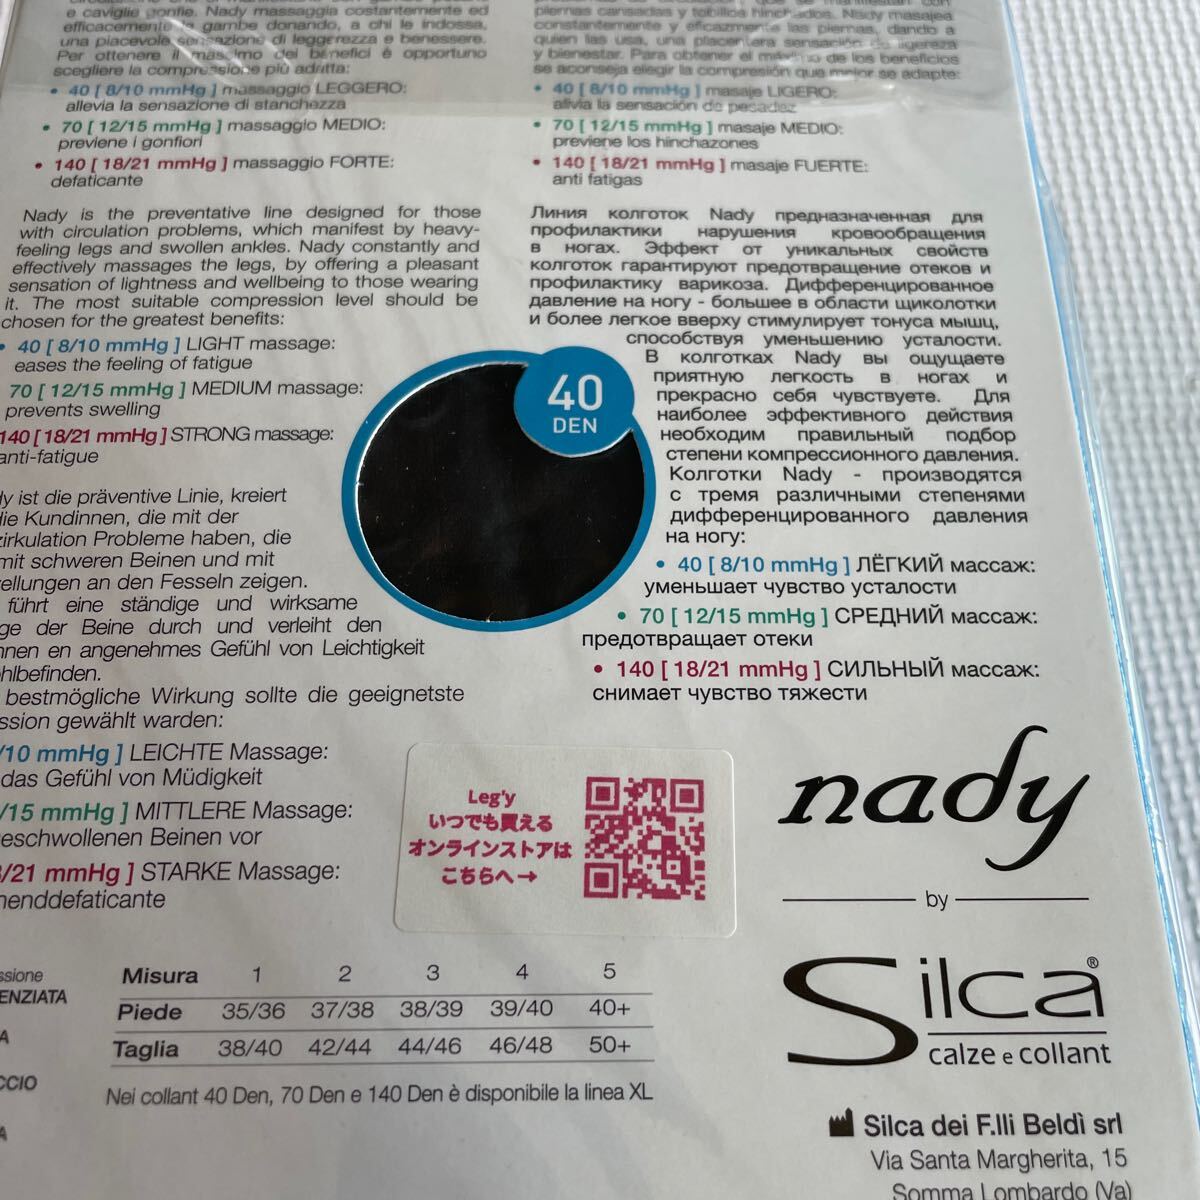 e caviglie gonfie. Nady massaggia costantemente ed
efficacemente le gambe donando, a chi le indossa,
una piacevole sensazione di leggerezza e benessere.
Per ottenere il massimo dei benefici è opportuno
scegliere la compressione più adatta:
• 40 [ 8/10 mmHg ] massaggio LEGGERO:
allevia la sensazione di stanchezza
• 70 [ 12/15 mmHg ] massaggio MEDIO:
previene i gonfiori
• 140 [ 18/21 mmHg ] massaggio FORTE:
defaticante
piernas cansadas y tobillos hinchados. Nady masajea
constantemente y eficazmente las piernas, dando a
quien las usa, una placentera sensación de ligereza
y bienestar. Para obtener el máximo de los beneficios
se aconseja elegir la compresión que mejor se adapte:
• 40 [ 8/10 mmHg ] masaje LIGERO:
alivia la sensación de pesadez
• 70 [ 12/15 mmHg ] masaje MEDIO:
previene los hinchazones
• 140 [ 18/21 mmHg ] masaje FUERTE:
anti fatigas
Nady is the preventative line designed for those
with circulation problems, which manifest by heavy-
feeling legs and swollen ankles. Nady constantly and
effectively massages the legs, by offering a pleasant
sensation of lightness and wellbeing to those wearing
it. The most suitable compression level should be
chosen for the greatest benefits:
• 40 [ 8/10 mmHg ] LIGHT massage:
eases the feeling of fatigue
70 [ 12/15 mmHg ] MEDIUM massage:
prevents swelling
140 [ 18/21 mmHg ] STRONG massage:
anti-fatigue
Линия колготок Nady предназначенная для
профилактики нарушения кровообращения
в ногах. Эффект от уникальных свойств
колготок гарантируют предотвращение отеков и
профилактику варикоза. Дифференцированное
давление на ногу - большее в области щиколотки
и более легкое вверху стимулирует тонуса мышц,
способствуя уменьшению усталости.
В колготках Nady вы ощущаете
приятную легкость в ногах и
прекрасно себя чувствуете. Для
наиболее эффективного действия
необходим правильный подбор
степени компрессионного давления.
Колготки Nady - производятся
с тремя различными степенями
дифференцированного давления
на ногу:
• 40 [ 8/10 mmHg ] ЛЁГКИЙ массаж:
уменьшает чувство усталости
• 70 [ 12/15 mmHg ] СРЕДНИЙ массаж:
предотвращает отеки
• 140 [ 18/21 mmHg ] СИЛЬНЫЙ массаж:
снимает чувство тяжести
40
DEN
ist die präventive Linie, kreiert
die Kundinnen, die mit der
Probleme haben, die
mit schweren Beinen und mit
an den Fesseln zeigen.
führt eine ständige und wirksame
der Beine durch und verleiht den
en angenehmes Gefühl von Leichtigkeit
bestmögliche Wirkung sollte die geeignetste
gewählt warden:
/10 mmHg ] LEICHTE Massage:
das Gefühl von Müdigkeit
/15 mmHg ] MITTLERE Massage:
geschwollenen Beinen vor
/21 mmHg ] STARKE Massage:
Leg'y
いつでも買える
オンラインストアは
こちらへ→
nady
by
Silca®
calze e collant
Misura 1 2 3 4 5
Piede 35/36 37/38 38/39 39/40 40+
Taglia 38/40 42/44 44/46 46/48 50+
Nei collant 40 Den, 70 Den e 140 Den è disponibile la linea XL
Silca dei F.lli Beldì srl
Via Santa Margherita, 15
Somma Lombardo (Va)